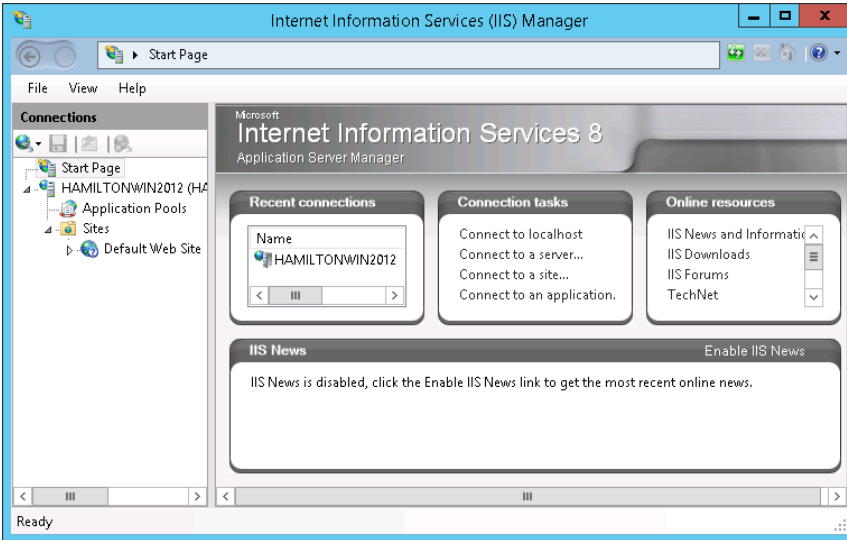 Internet Information Services (IIS) Manager
Start Page
File View Help
Connections
Start Page
HAMILTONWIN2012 (HA
Application Pools
Sites
Default Web Site
Microsoft
Internet Information Services 8
Application Server Manager
Recent connections
Name
HAMILTONWIN2012
Connection tasks
Connect to localhost
Connect to a server...
Connect to a site...
Connect to an application.
Online resources
IIS News and Informatic
IIS Downloads
IIS Forums
TechNet
IIS News Enable IIS News
IIS News is disabled, click the Enable IIS News link to get the most recent online news.
Ready